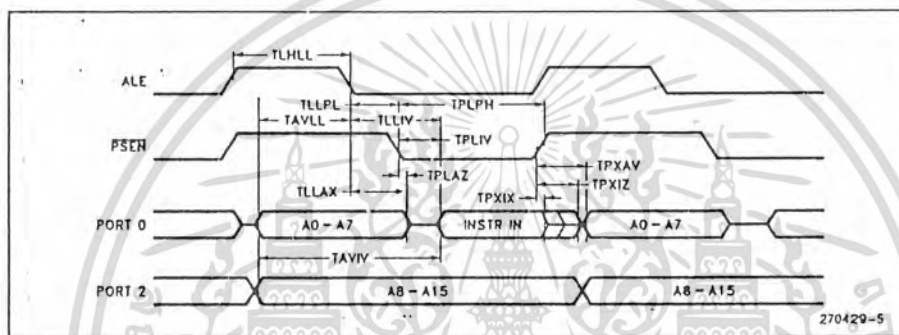 TLHLL
ALE
TLLPL
TPLPH
TAVLL
TLLIV
PSEN
TPLIV
TPXAV
TPLAZ
TPXIZ
TLLAX
TPXIX
PORT 0
A0-A7
INSTR IN
A0-A7
TAVIV
PORT 2
A8-A15
A8-A15
270429-5